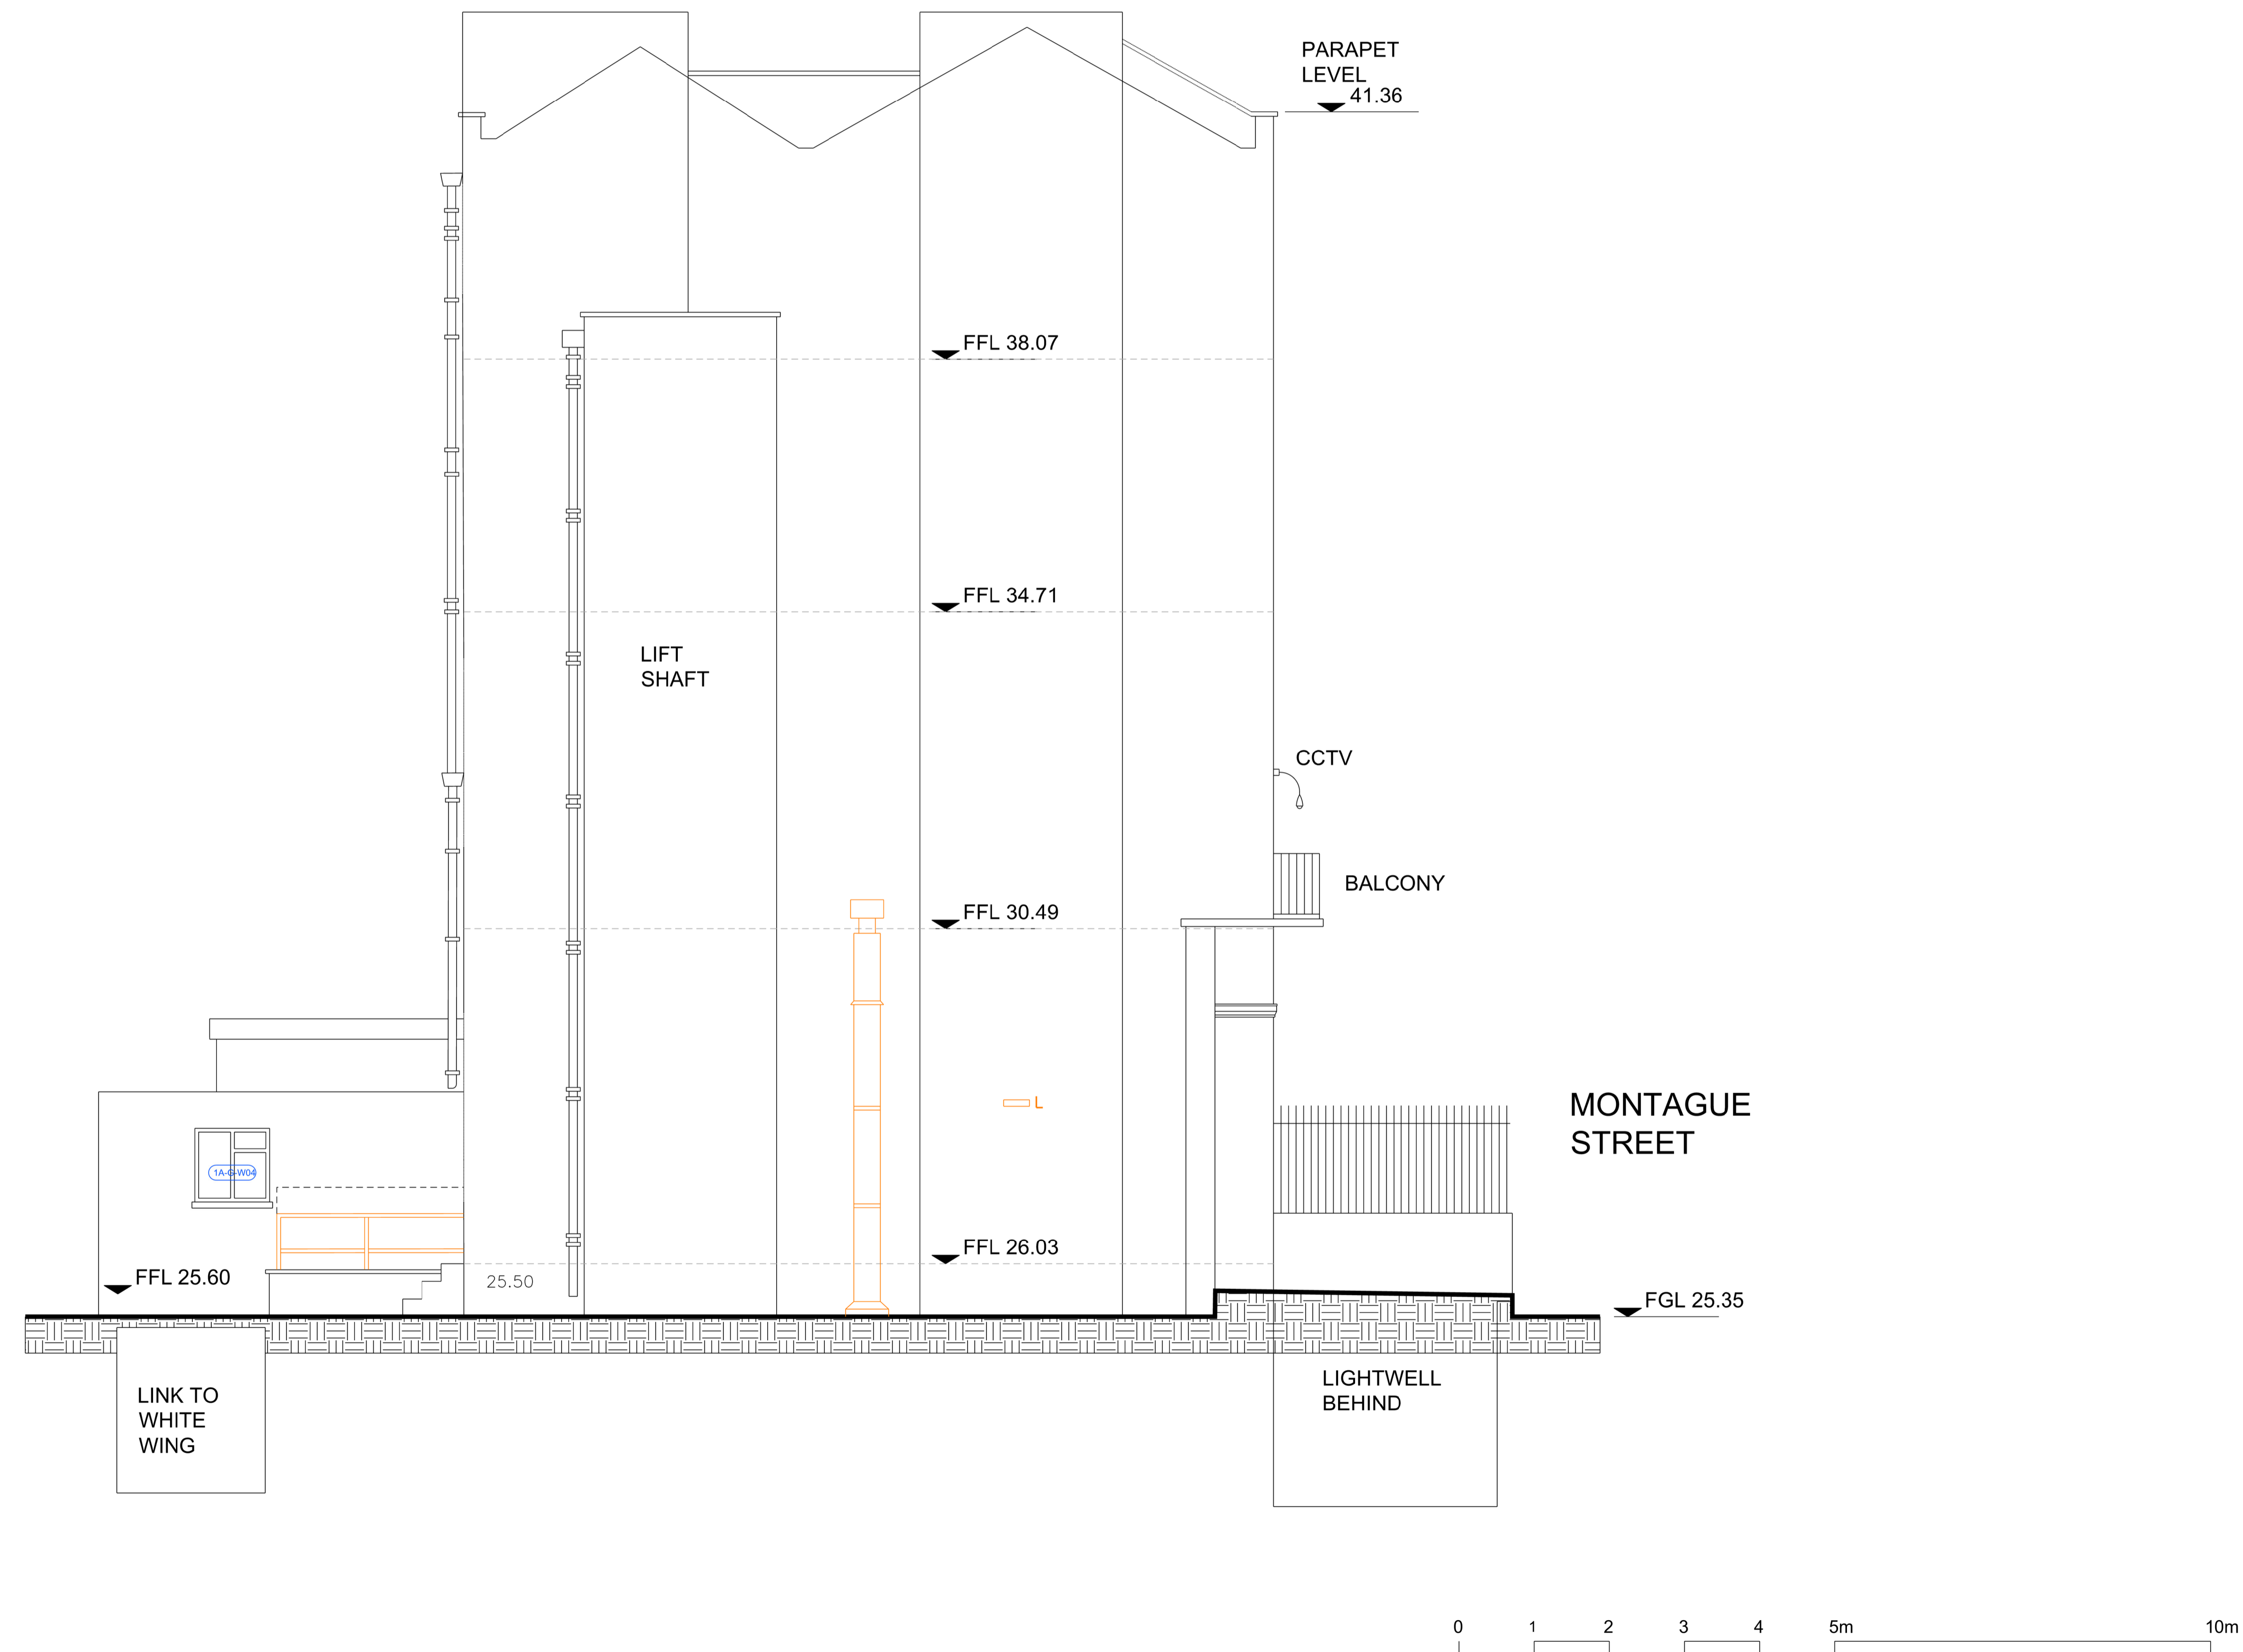 PARAPET
LEVEL
41.36
FFL 38.07
FFL 34.71
LIFT
SHAFT
CCTV
BALCONY
FFL 30.49
L
MONTAGUE
STREET
1A-G-W04
FFL 26.03
FFL 25.60
25.50
FGL 25.35
LIGHTWELL
BEHIND
LINK TO
WHITE
WING
0 1 2 3 4 5m 10m